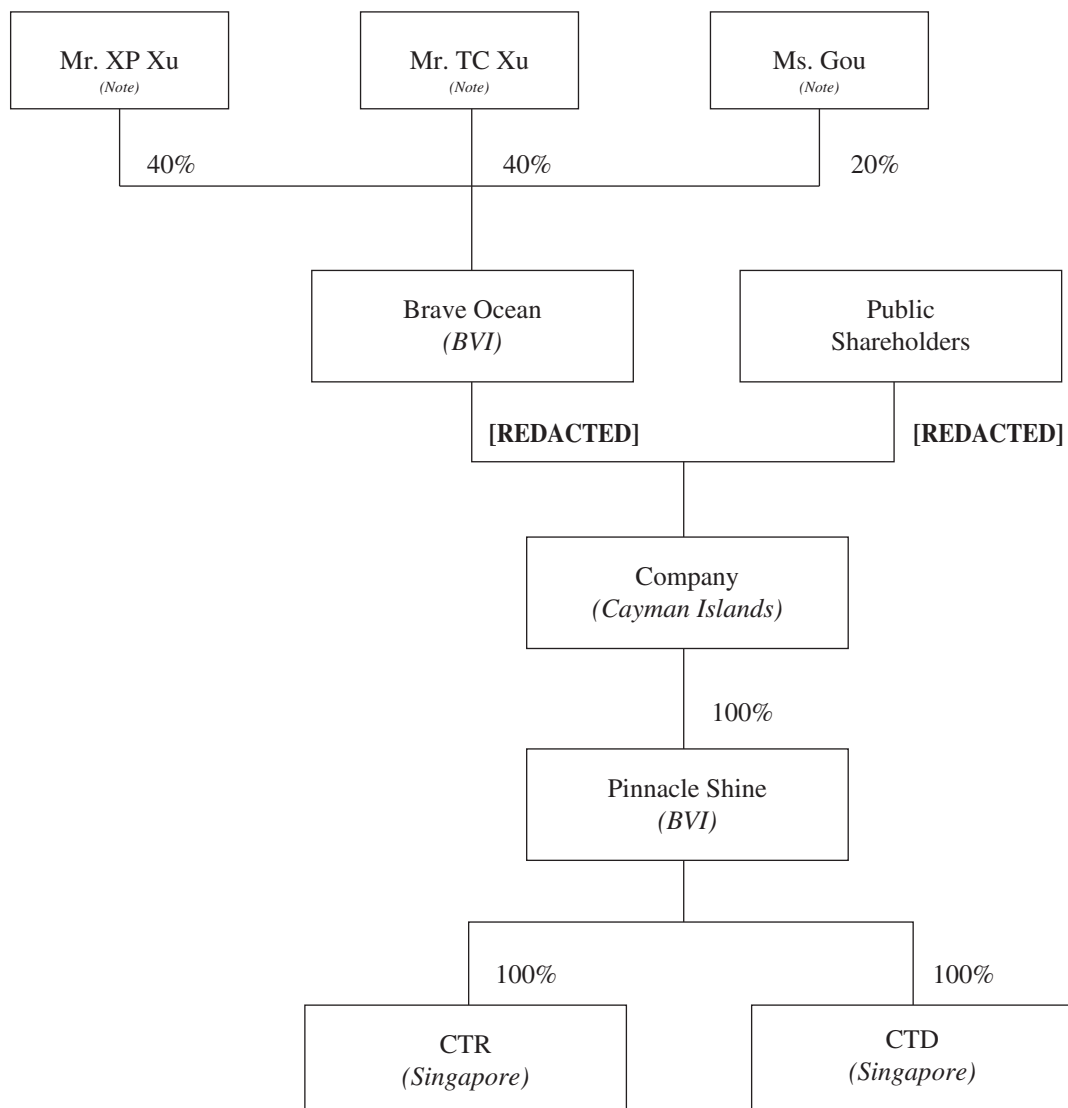 Mr. XP Xu
(Note)
Mr. TC Xu
(Note)
Ms. Gou
(Note)
40%
40%
20%
Brave Ocean
(BVI)
Public
Shareholders
[REDACTED]
[REDACTED]
Company
(Cayman Islands)
100%
Pinnacle Shine
(BVI)
100%
100%
CTR
(Singapore)
CTD
(Singapore)